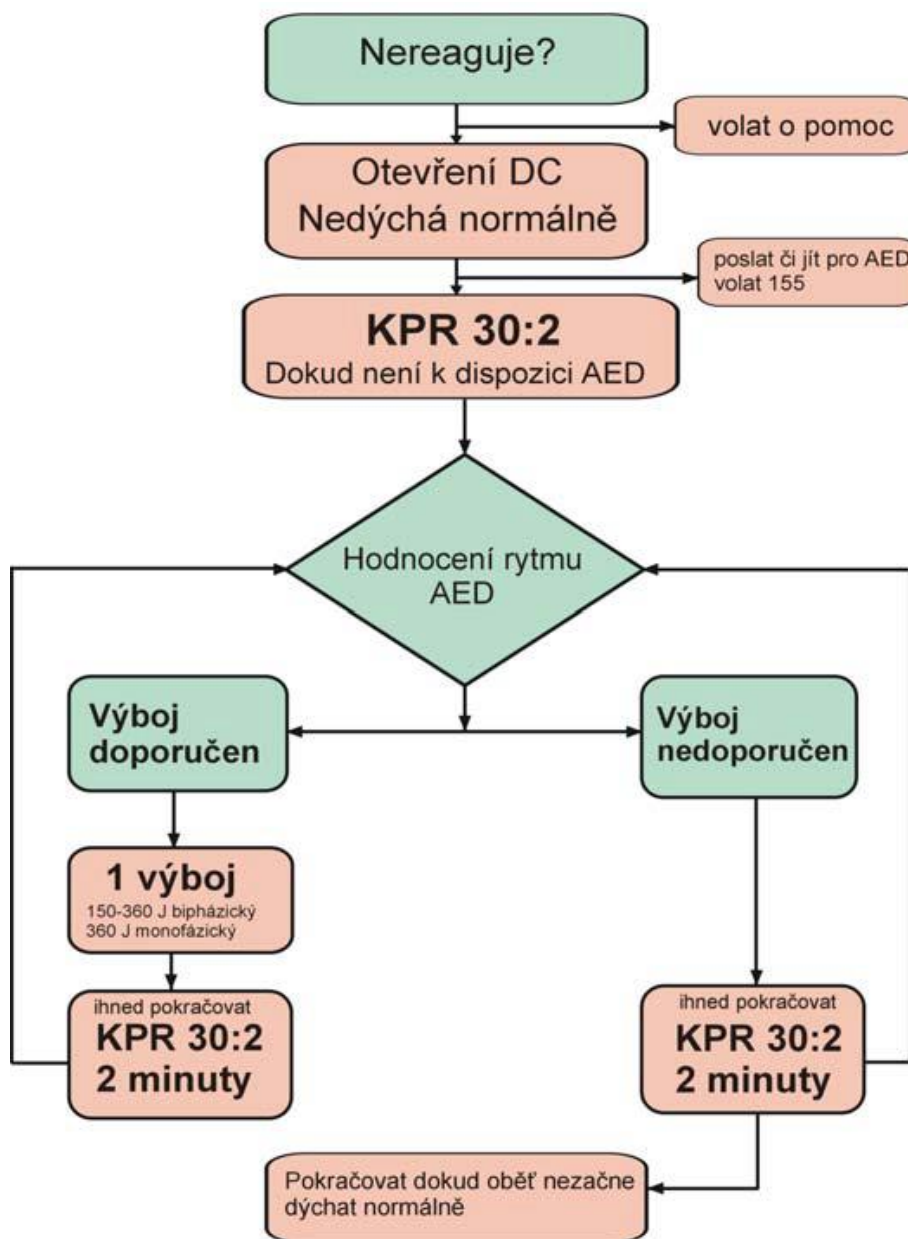 Nereaguje?
volat o pomoc
Otevření DC
Nedýchá normálně
poslat či jít pro AED
volat 155
KPR 30:2
Dokud není k dispozici AED
Hodnocení rytmu
AED
Výboj
doporučen
Výboj
nedoporučen
1 výboj
150-360 J bipházický
360 J monofázický
ihned pokračovat
KPR 30:2
2 minuty
ihned pokračovat
KPR 30:2
2 minuty
Pokračovat dokud oběť nezačne
dýchat normálně